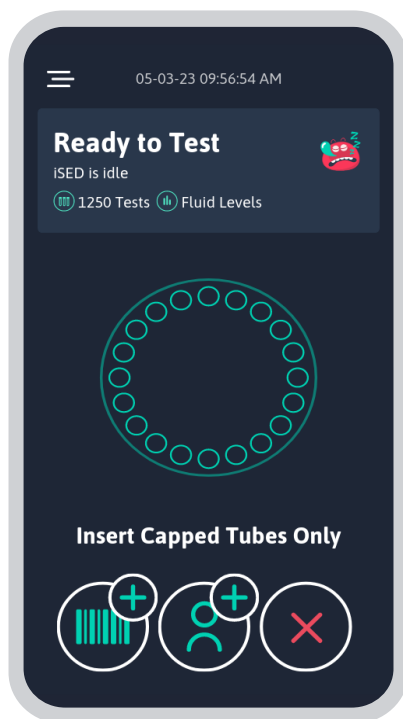 05-03-23 09:56:54 AM
Ready to Test
iSED is idle
1250 Tests Fluid Levels
Insert Capped Tubes Only